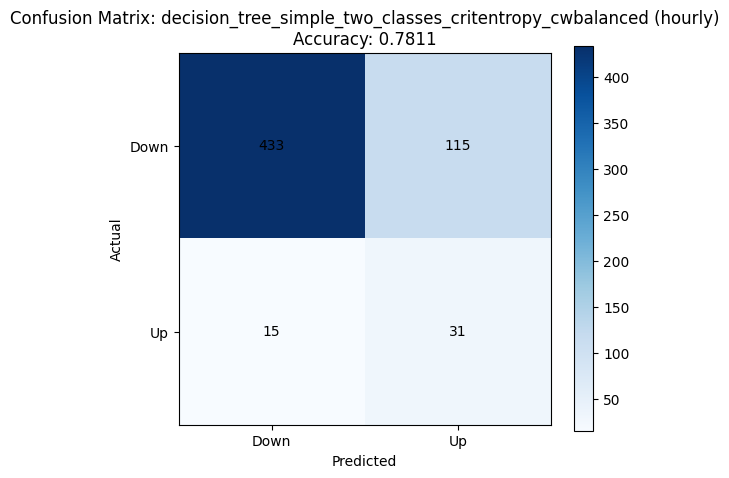 Confusion Matrix: decision_tree_simple_two_classes_critentropy_cwbalanced (hourly)
Accuracy: 0.7811
Actual
Down
Up
433
115
15
31
Down
Up
Predicted
400
350
300
250
200
150
100
50